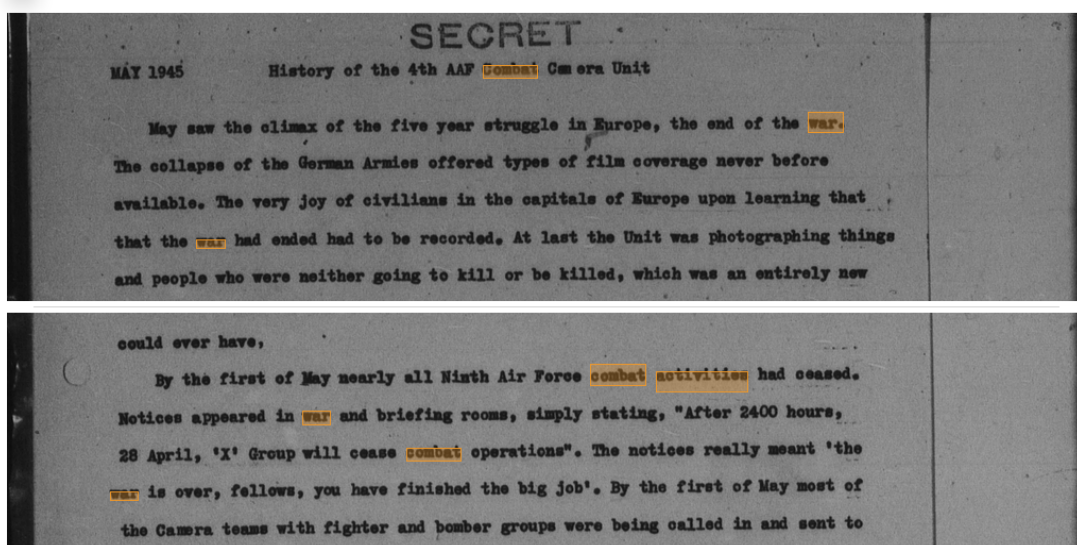 SECRET
MAY 1945 History of the 4th AAF Combat Camera Unit
May saw the climax of the five year struggle in Europe, the end of the war.
The collapse of the German Armies offered types of film coverage never before
available. The very joy of civilians in the capitals of Europe upon learning that
that the war had ended had to be recorded. At last the Unit was photographing things
and people who were neither going to kill or be killed, which was an entirely new
could ever have,
By the first of May nearly all Ninth Air Force combat activities had ceased.
Notices appeared in war and briefing rooms, simply stating, "After 2400 hours,
28 April, 'X' Group will cease combat operations". The notices really meant 'the
war is over, fellows, you have finished the big job'. By the first of May most of
the Camera teams with fighter and bomber groups were being called in and sent to